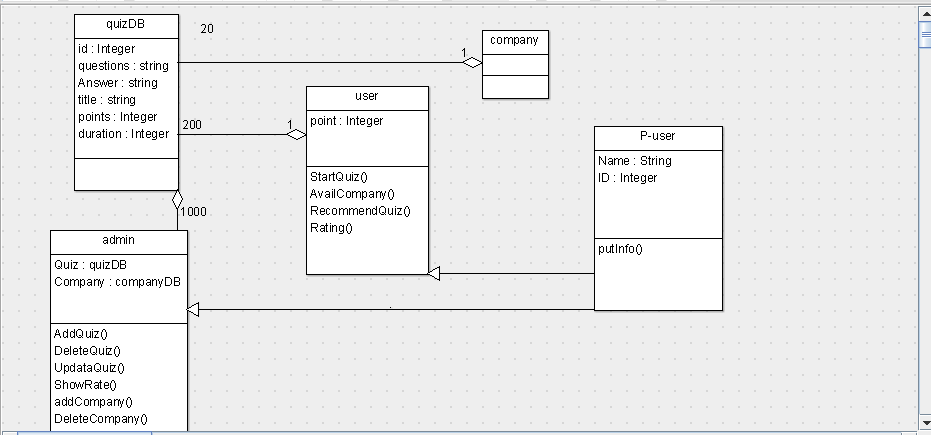 quizDB
id : Integer
questions : string
Answer : string
title : string
points : Integer
duration : Integer
20
1
company
200
1
user
point : Integer
StartQuiz()
AvailCompany()
RecommendQuiz()
Rating()
P-user
Name : String
ID : Integer
putInfo()
1000
admin
Quiz : quizDB
Company : companyDB
AddQuiz()
DeleteQuiz()
UpdataQuiz()
ShowRate()
addCompany()
DeleteCompany()